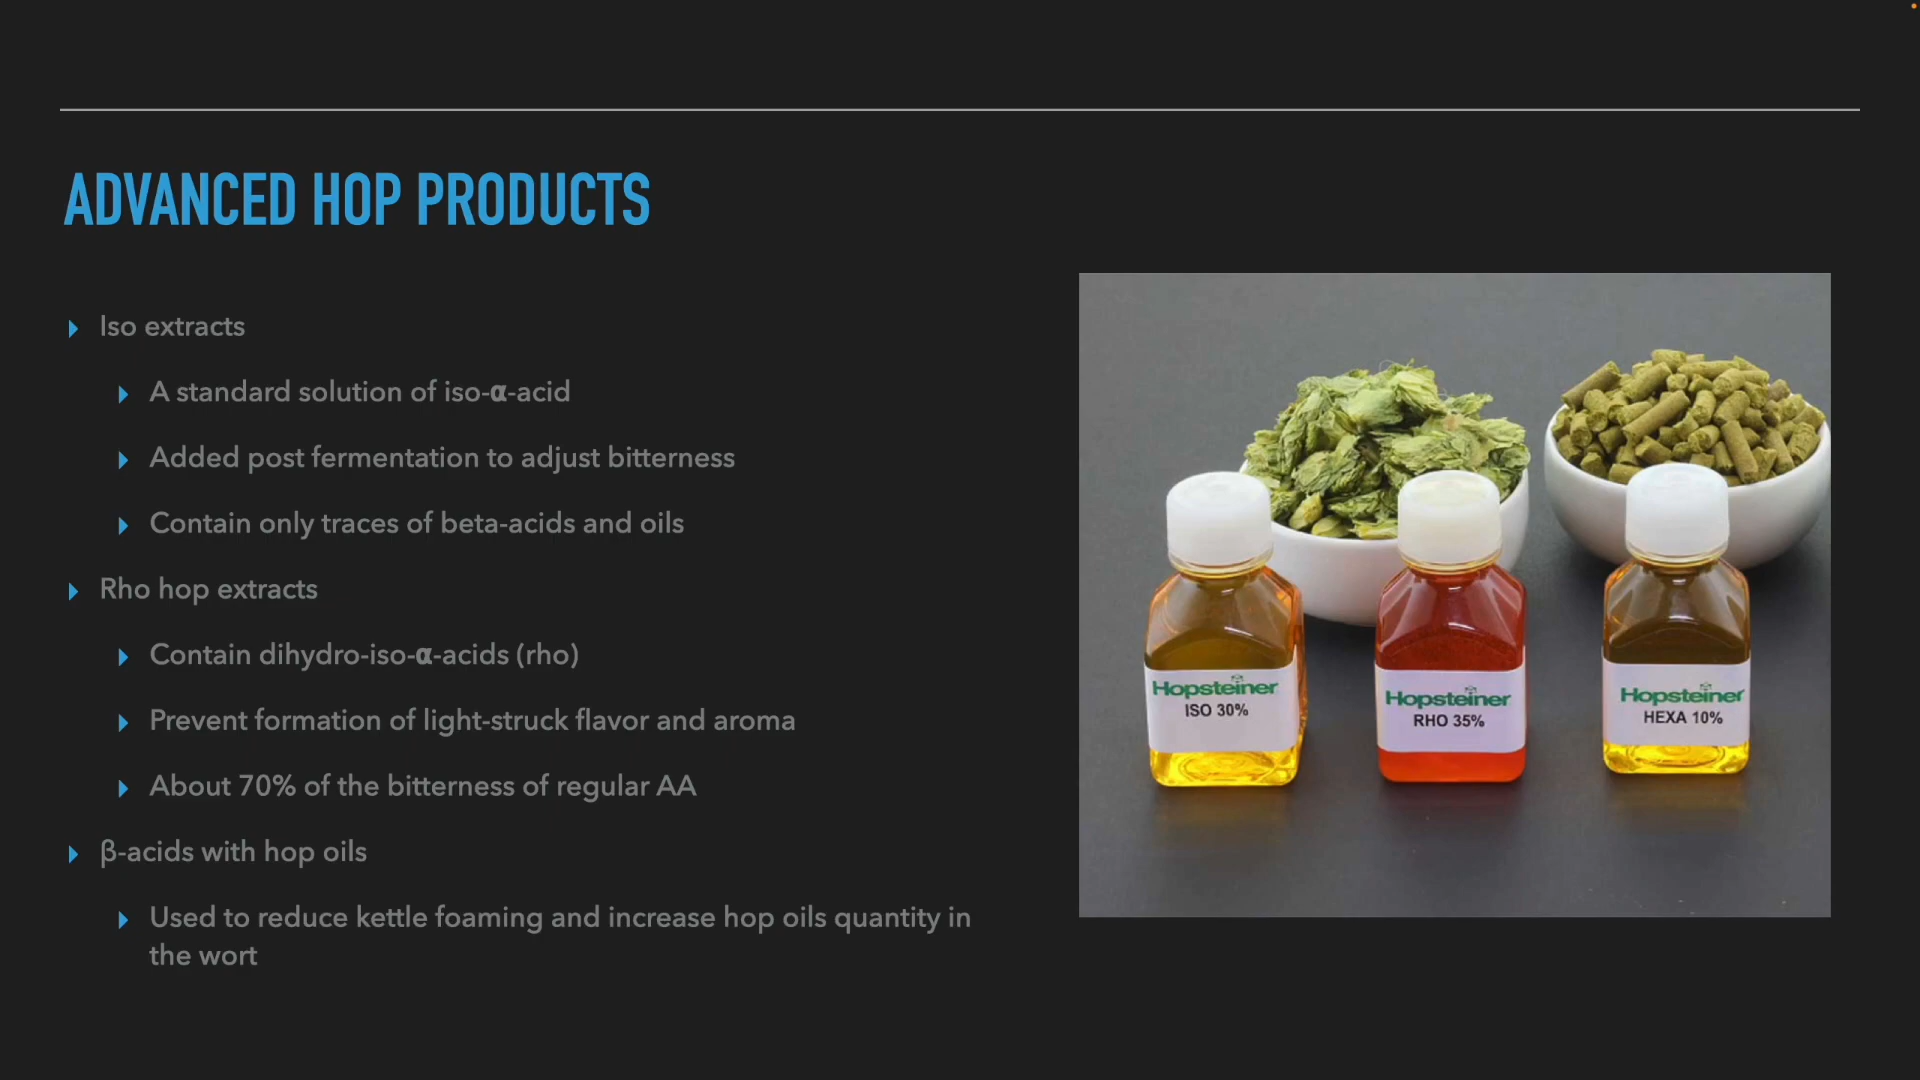 ADVANCED HOP PRODUCTS
Iso extracts
A standard solution of iso-α-acid
Added post fermentation to adjust bitterness
Contain only traces of beta-acids and oils
Rho hop extracts
Contain dihydro-iso-α-acids (rho)
Prevent formation of light-struck flavor and aroma
About 70% of the bitterness of regular AA
β-acids with hop oils
Used to reduce kettle foaming and increase hop oils quantity in
the wort
Hopsteiner
ISO 30%
Hopsteiner
RHO 35%
Hopsteiner
HEXA 10%